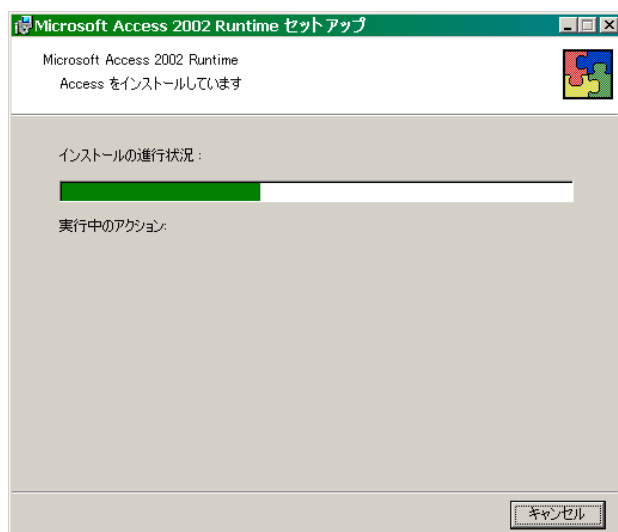 Microsoft Access 2002 Runtime セットアップ
Microsoft Access 2002 Runtime
Access をインストールしています
インストールの進行状況 :
実行中のアクション:
キャンセル